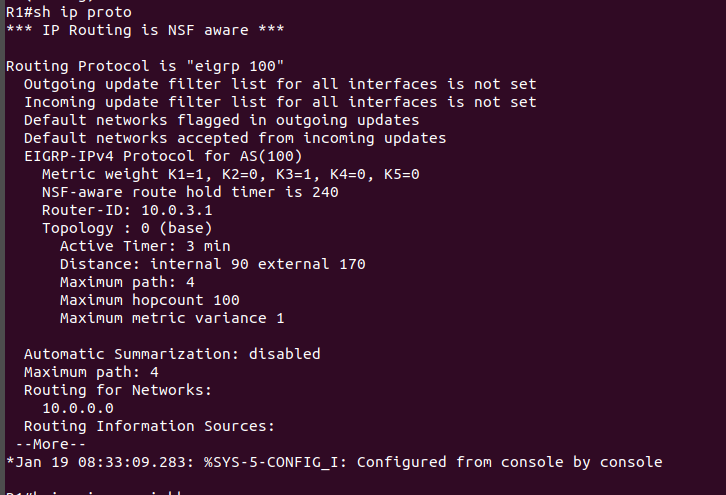 R1#sh ip proto
*** IP Routing is NSF aware ***
Routing Protocol is "eigrp 100"
Outgoing update filter list for all interfaces is not set
Incoming update filter list for all interfaces is not set
Default networks flagged in outgoing updates
Default networks accepted from incoming updates
EIGRP-IPv4 Protocol for AS(100)
Metric weight K1=1, K2=0, K3=1, K4=0, K5=0
NSF-aware route hold timer is 240
Router-ID: 10.0.3.1
Topology : 0 (base)
Active Timer: 3 min
Distance: internal 90 external 170
Maximum path: 4
Maximum hopcount 100
Maximum metric variance 1
Automatic Summarization: disabled
Maximum path: 4
Routing for Networks:
10.0.0.0
Routing Information Sources:
--More--
*Jan 19 08:33:09.283: %SYS-5-CONFIG_I: Configured from console by console